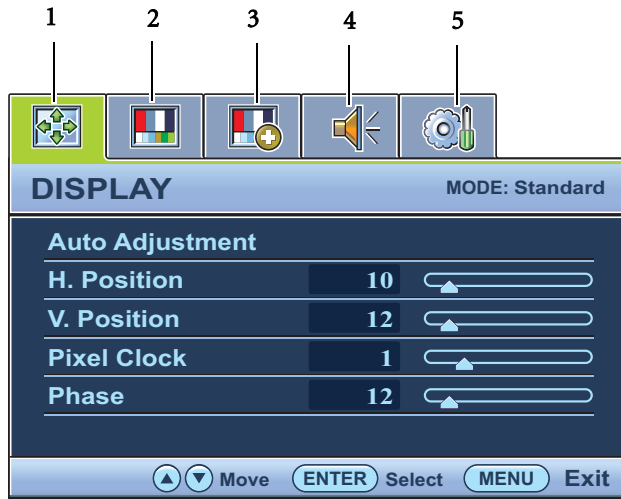 1 2 3 4 5
DISPLAY MODE: Standard
Auto Adjustment
H. Position 10
V. Position 12
Pixel Clock 1
Phase 12
Move ENTER Select MENU Exit